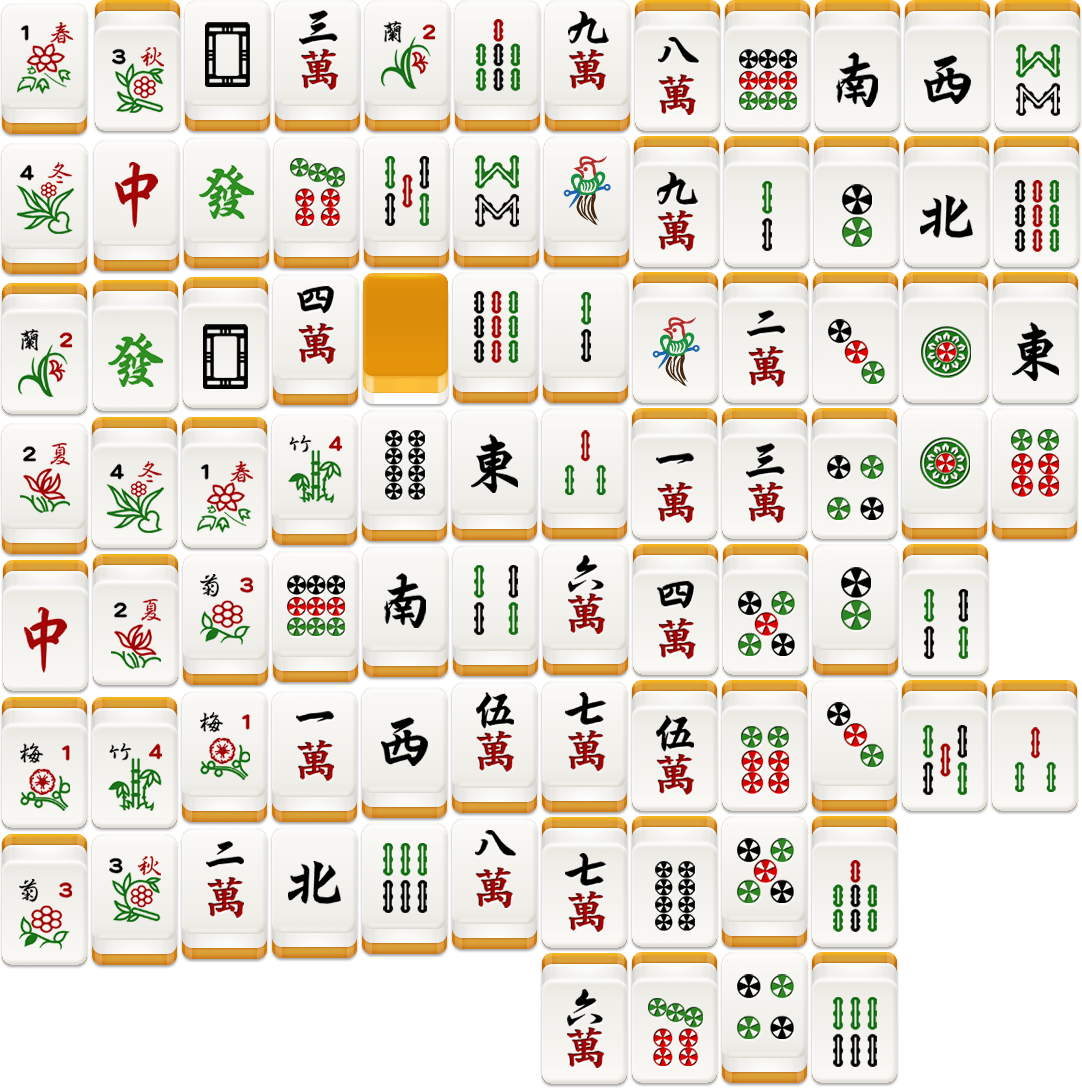 1 春 3 秋 三萬 蘭 2 九萬 八萬 南 西
4 冬 中 發 九萬 北
蘭 2 發 四萬 二萬 東
2 夏 4 冬 1 春 竹 4 東 一萬 三萬
中 2 夏 菊 3 南 六萬 四萬
梅 1 竹 4 梅 1 一萬 西 伍萬 七萬 伍萬
菊 3 3 秋 二萬 北 八萬 七萬
六萬